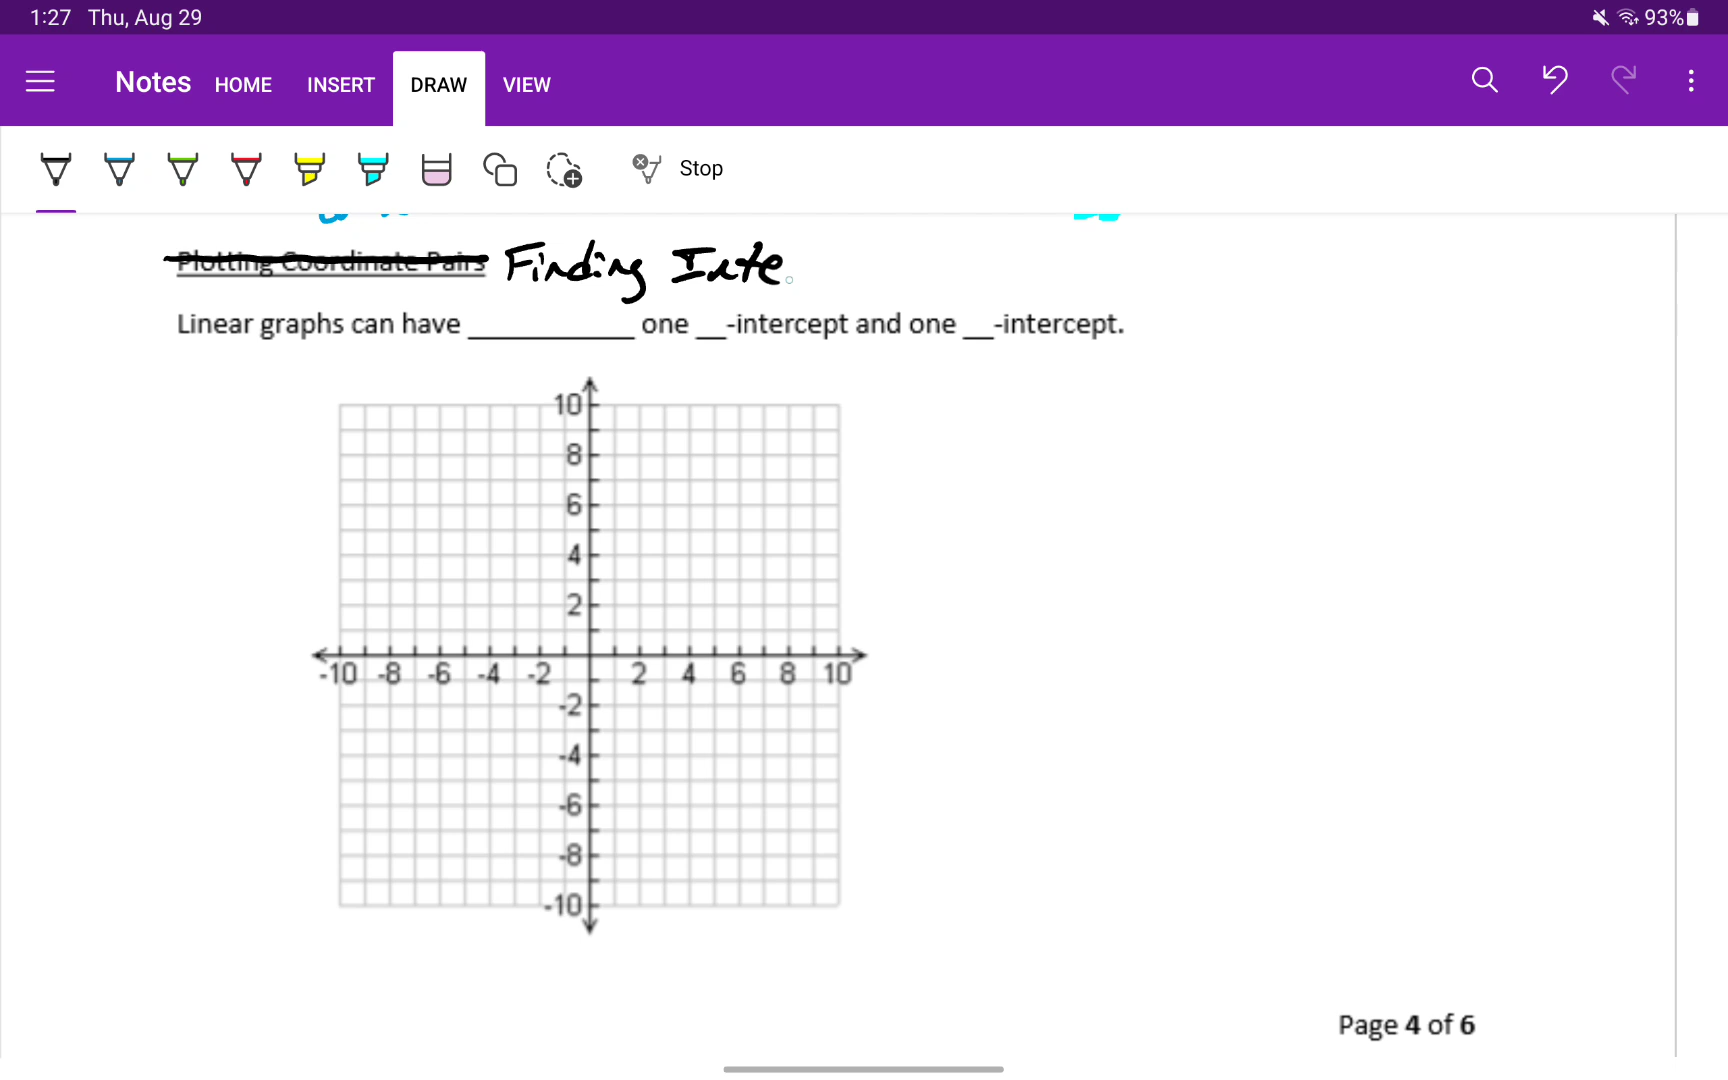 1:27 Thu, Aug 29 93%
Notes HOME INSERT DRAW VIEW
Stop
Plotting Coordinate Pairs Finding Inte
Linear graphs can have ___________ one __-intercept and one __-intercept.
10
8
6
4
2
-10 -8 -6 -4 -2 2 4 6 8 10
-2
-4
-6
-8
-10
Page 4 of 6